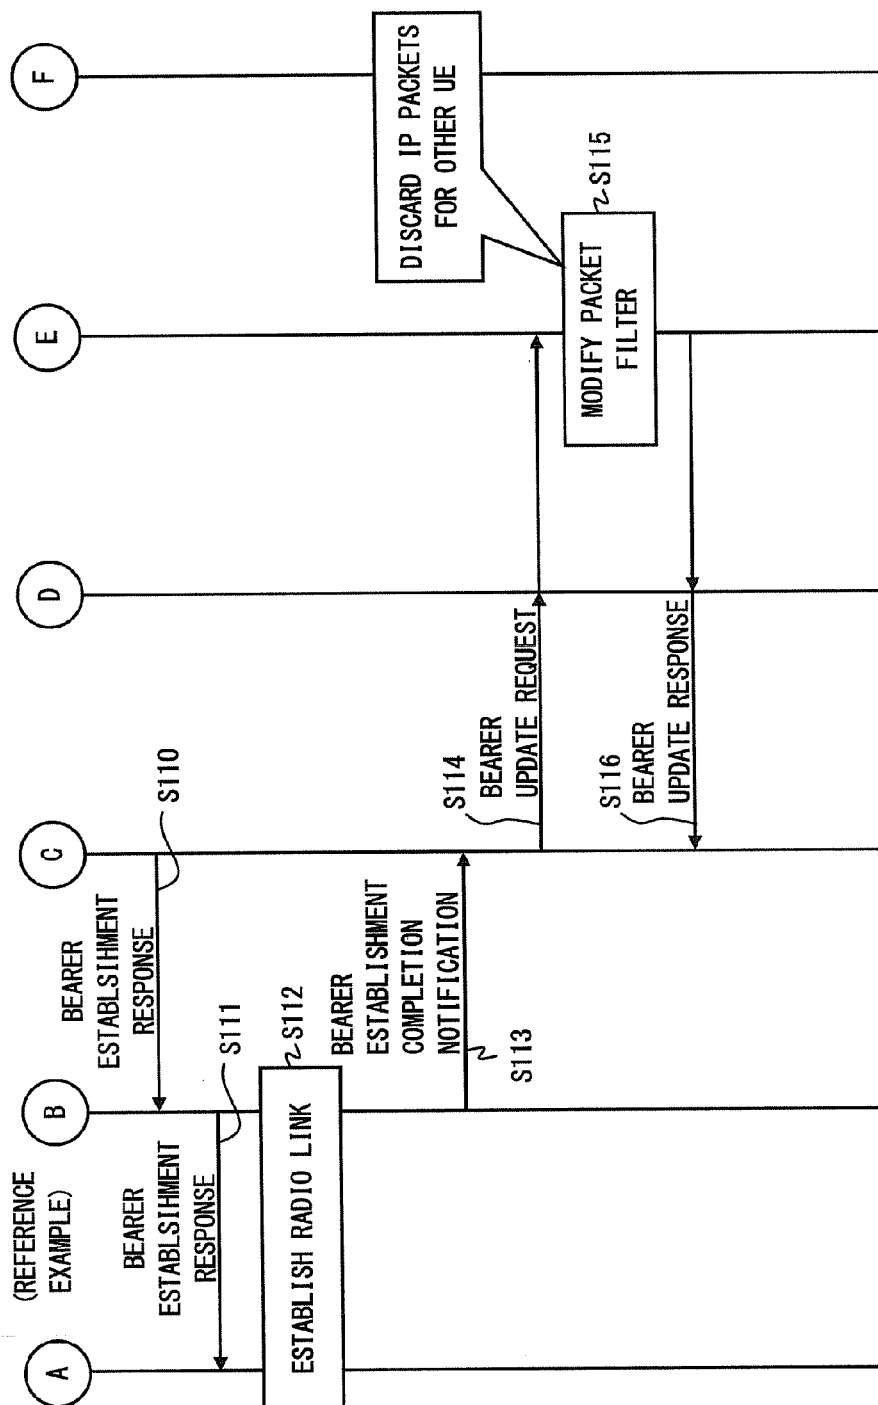 (REFERENCE
EXAMPLE)
A
B
C
D
E
F
BEARER
ESTABLSIHMENT
RESPONSE
S110
BEARER
ESTABLSIHMENT
RESPONSE
S111
ESTABLISH RADIO LINK
S112
BEARER
ESTABLISHMENT
COMPLETION
NOTIFICATION
S113
S114
BEARER
UPDATE REQUEST
DISCARD IP PACKETS
FOR OTHER UE
MODIFY PACKET
FILTER
S115
S116
BEARER
UPDATE RESPONSE